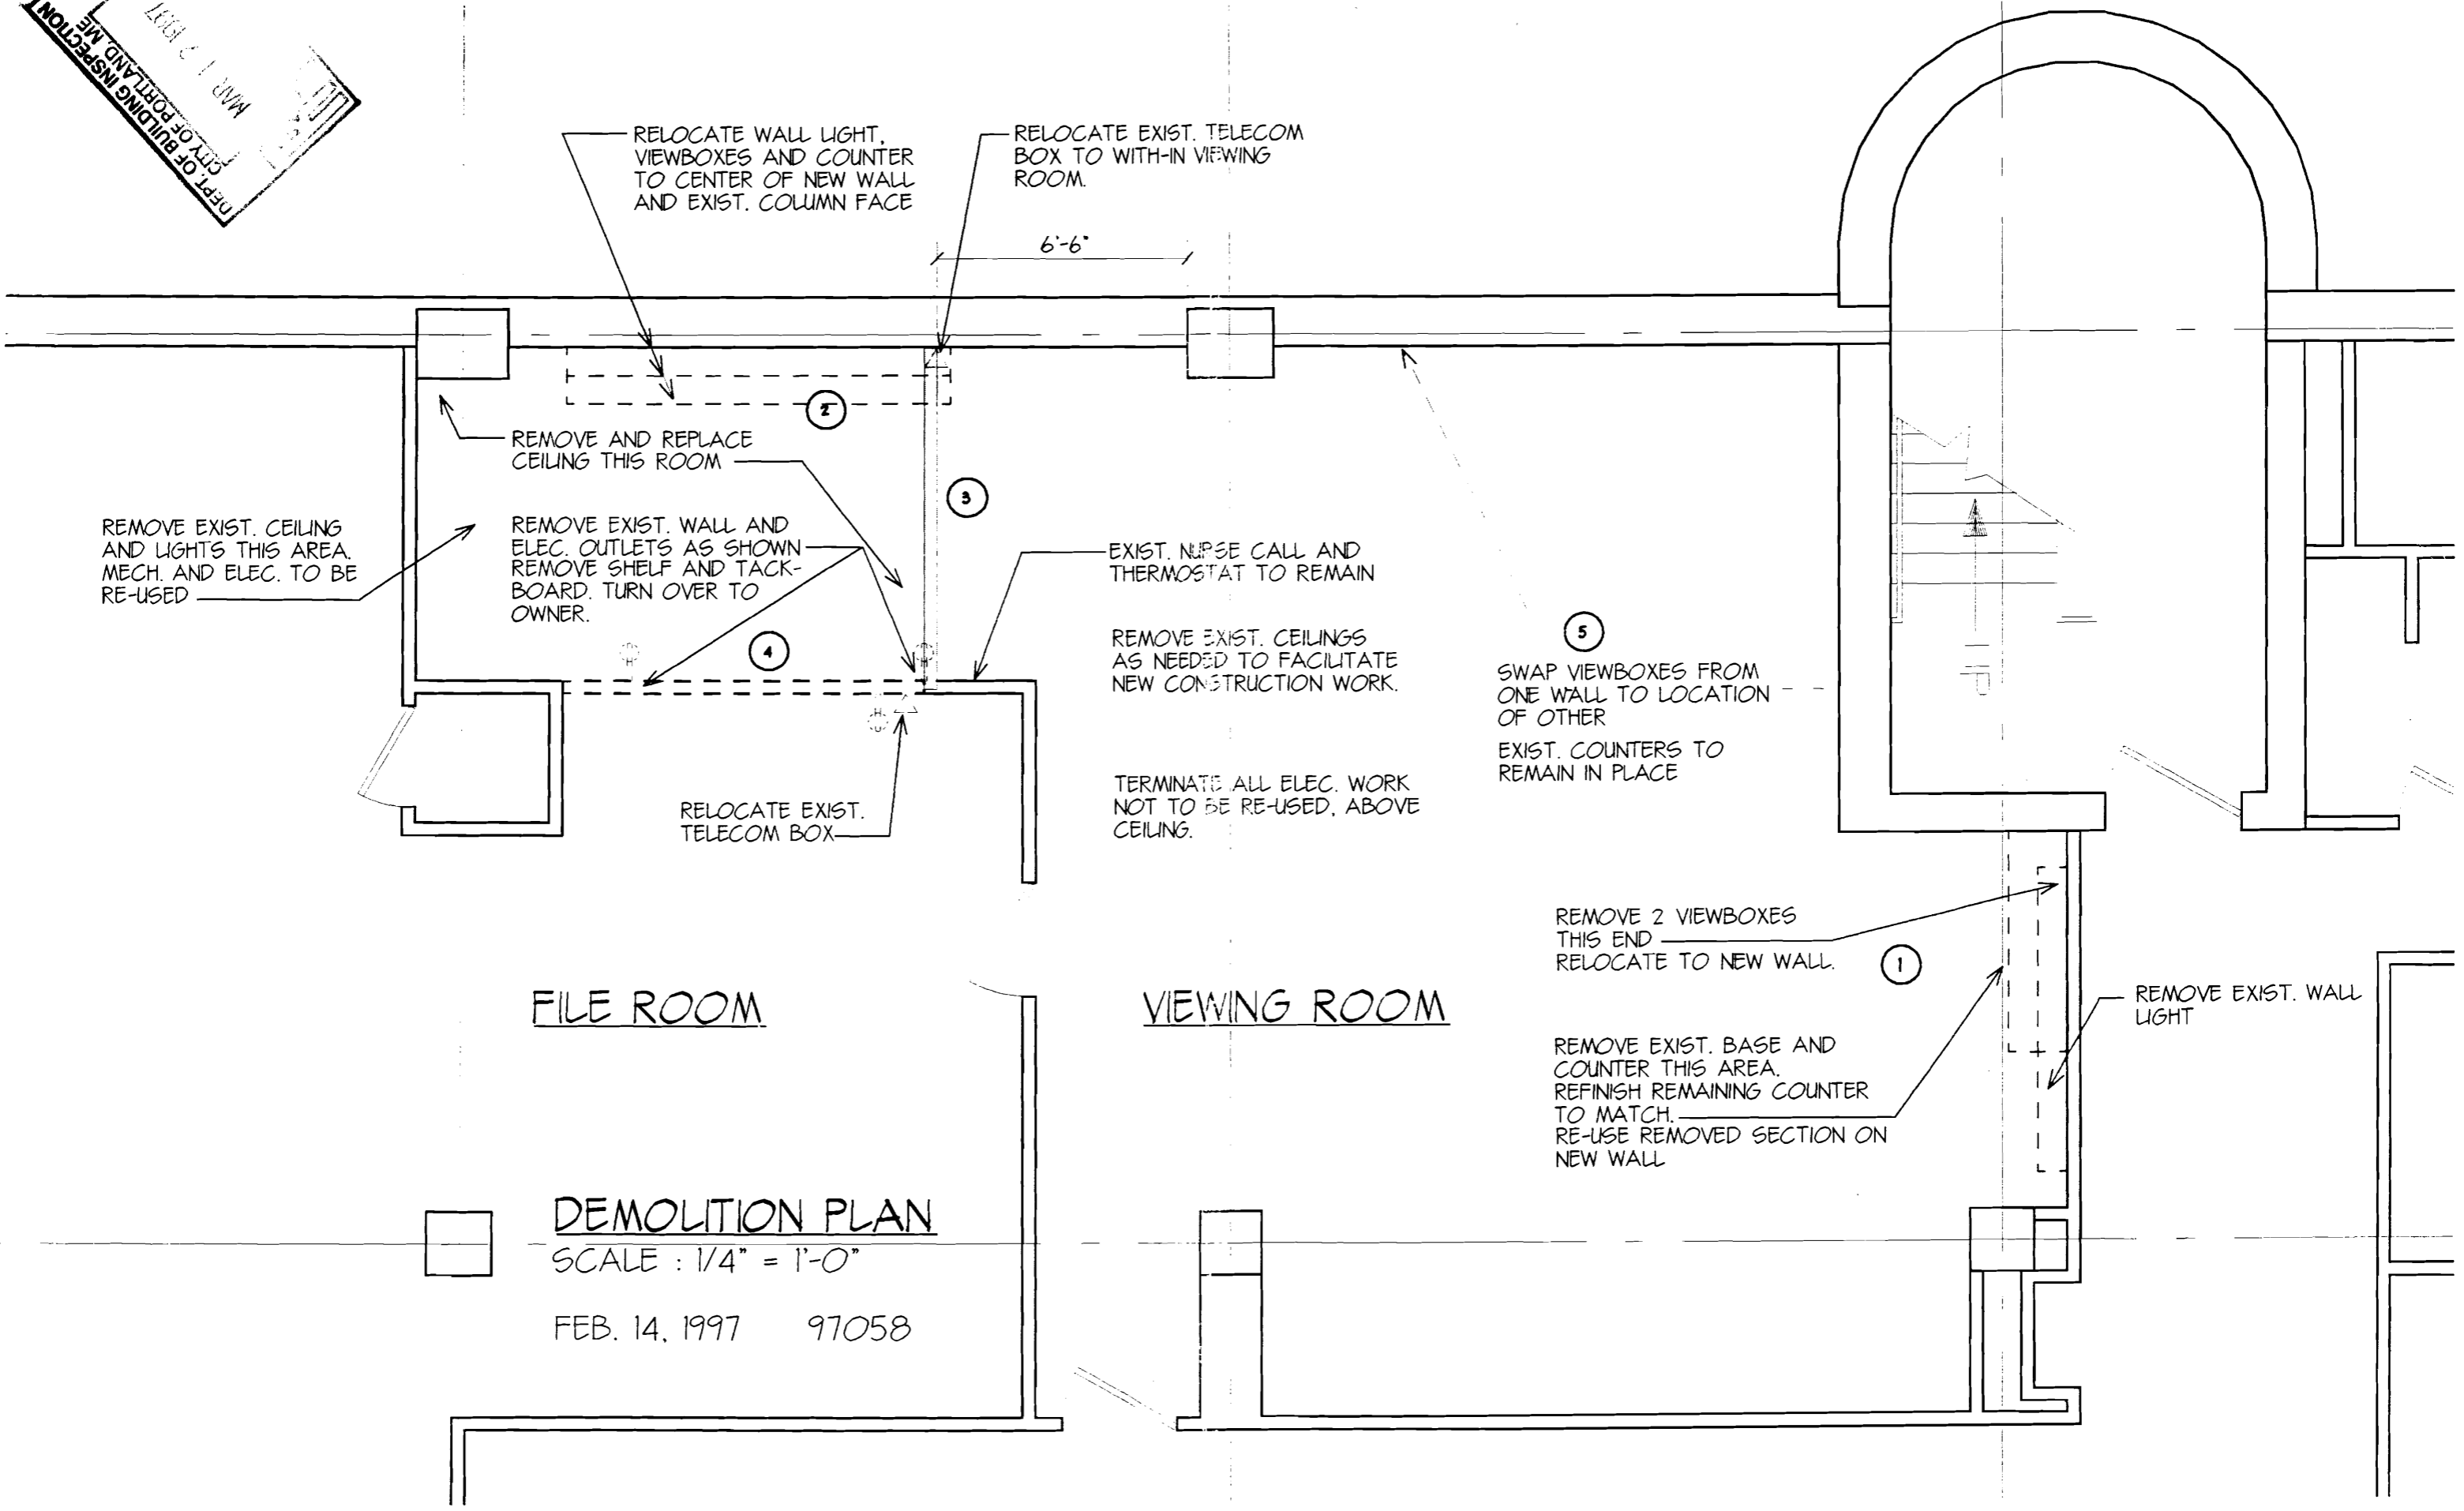 DEPT. OF BUILDING INSPECTION
CITY OF PORTLAND, ME
MAR 12 1997
RELOCATE WALL LIGHT,
VIEWBOXES AND COUNTER
TO CENTER OF NEW WALL
AND EXIST. COLUMN FACE
RELOCATE EXIST. TELECOM
BOX TO WITH-IN VIEWING
ROOM.
6'-6"
2
REMOVE AND REPLACE
CEILING THIS ROOM
3
REMOVE EXIST. CEILING
AND LIGHTS THIS AREA.
MECH. AND ELEC. TO BE
RE-USED
REMOVE EXIST. WALL AND
ELEC. OUTLETS AS SHOWN
REMOVE SHELF AND TACK-
BOARD. TURN OVER TO
OWNER.
4
EXIST. NURSE CALL AND
THERMOSTAT TO REMAIN
REMOVE EXIST. CEILINGS
AS NEEDED TO FACILITATE
NEW CONSTRUCTION WORK.
TERMINATE ALL ELEC. WORK
NOT TO BE RE-USED, ABOVE
CEILING.
5
SWAP VIEWBOXES FROM
ONE WALL TO LOCATION
OF OTHER
EXIST. COUNTERS TO
REMAIN IN PLACE
UP
RELOCATE EXIST.
TELECOM BOX
REMOVE 2 VIEWBOXES
THIS END
RELOCATE TO NEW WALL.
1
REMOVE EXIST. WALL
LIGHT
FILE ROOM
VIEWING ROOM
REMOVE EXIST. BASE AND
COUNTER THIS AREA.
REFINISH REMAINING COUNTER
TO MATCH.
RE-USE REMOVED SECTION ON
NEW WALL
DEMOLITION PLAN
SCALE : 1/4" = 1'-0"
FEB. 14, 1997 97058